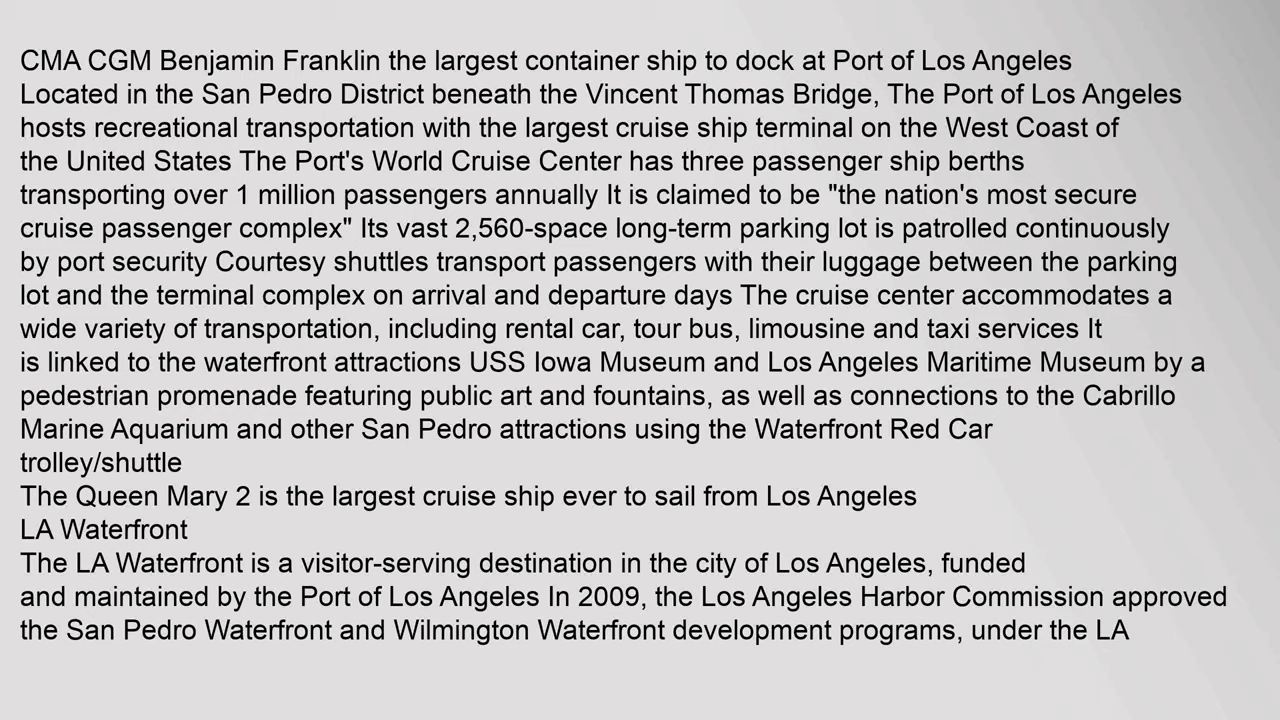 CMA CGM Benjamin Franklin the largest container ship to dock at Port of Los Angeles
Located in the San Pedro District beneath the Vincent Thomas Bridge, The Port of Los Angeles
hosts recreational transportation with the largest cruise ship terminal on the West Coast of
the United States The Port's World Cruise Center has three passenger ship berths
transporting over 1 million passengers annually It is claimed to be "the nation's most secure
cruise passenger complex" Its vast 2,560-space long-term parking lot is patrolled continuously
by port security Courtesy shuttles transport passengers with their luggage between the parking
lot and the terminal complex on arrival and departure days The cruise center accommodates a
wide variety of transportation, including rental car, tour bus, limousine and taxi services It
is linked to the waterfront attractions USS Iowa Museum and Los Angeles Maritime Museum by a
pedestrian promenade featuring public art and fountains, as well as connections to the Cabrillo
Marine Aquarium and other San Pedro attractions using the Waterfront Red Car
trolley/shuttle
The Queen Mary 2 is the largest cruise ship ever to sail from Los Angeles
LA Waterfront
The LA Waterfront is a visitor-serving destination in the city of Los Angeles, funded
and maintained by the Port of Los Angeles In 2009, the Los Angeles Harbor Commission approved
the San Pedro Waterfront and Wilmington Waterfront development programs, under the LA